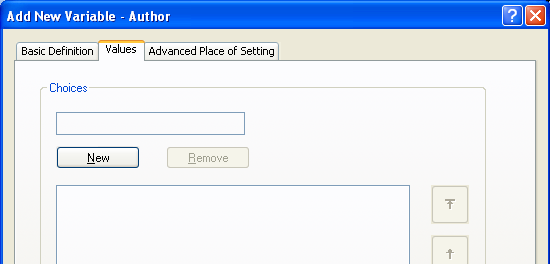 Add New Variable - Author
Basic Definition Values Advanced Place of Setting
Choices
New Remove